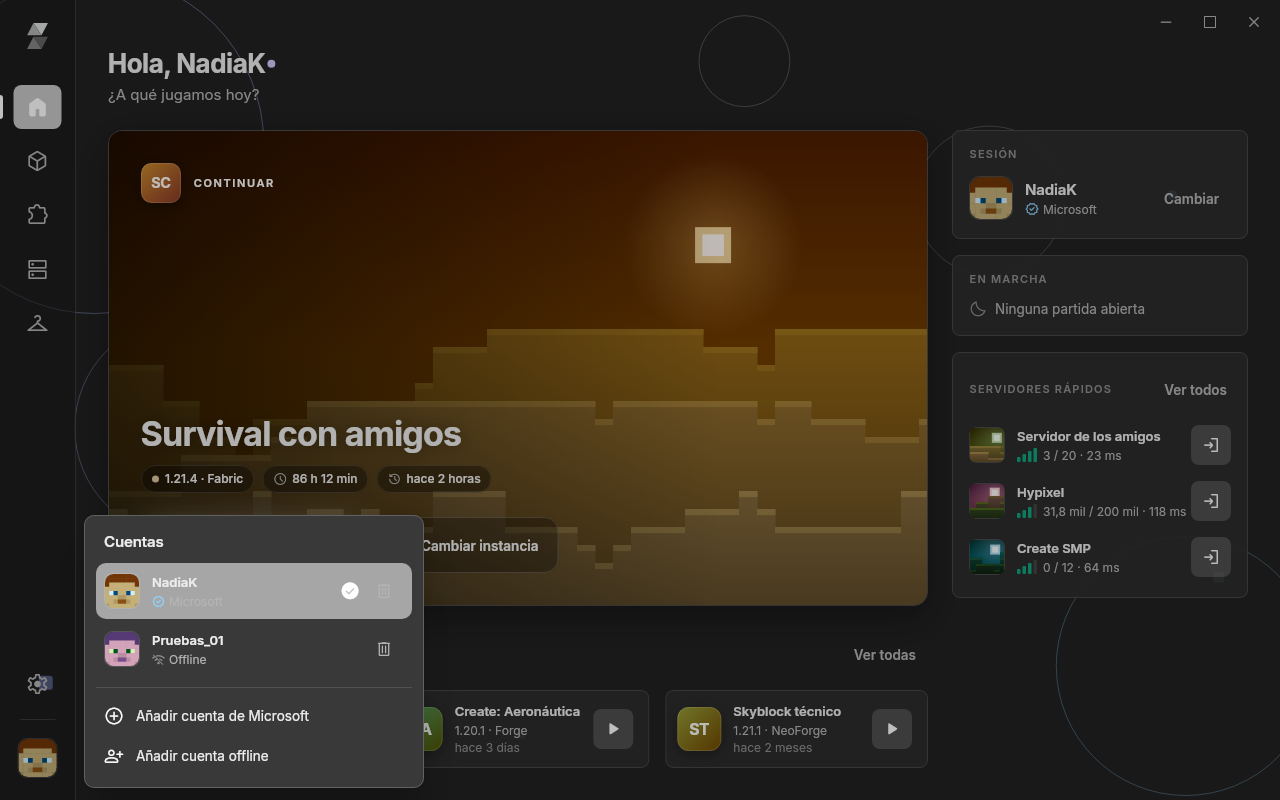 Hola, NadiaK
¿A qué jugamos hoy?
SC
CONTINUAR
Survival con amigos
1.21.4 · Fabric
86 h 12 min
hace 2 horas
Cambiar instancia
SESIÓN
NadiaK
Microsoft
Cambiar
EN MARCHA
Ninguna partida abierta
SERVIDORES RÁPIDOS
Ver todos
Servidor de los amigos
3 / 20 · 23 ms
Hypixel
31,8 mil / 200 mil · 118 ms
Create SMP
0 / 12 · 64 ms
Cuentas
NadiaK
Microsoft
Pruebas_01
Offline
Añadir cuenta de Microsoft
Añadir cuenta offline
Ver todas
A
Create: Aeronáutica
1.20.1 · Forge
hace 3 días
ST
Skyblock técnico
1.21.1 · NeoForge
hace 2 meses